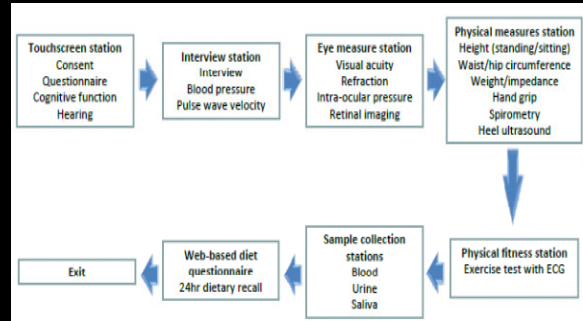 Touchscreen station
Consent
Questionnaire
Cognitive function
Hearing
Interview station
Interview
Blood pressure
Pulse wave velocity
Eye measure station
Visual acuity
Refraction
Intra-ocular pressure
Retinal imaging
Physical measures station
Height (standing/sitting)
Waist/hip circumference
Weight/impedance
Hand grip
Spirometry
Heel ultrasound
Physical fitness station
Exercise test with ECG
Sample collection
stations
Blood
Urine
Saliva
Web-based diet
questionnaire
24hr dietary recall
Exit